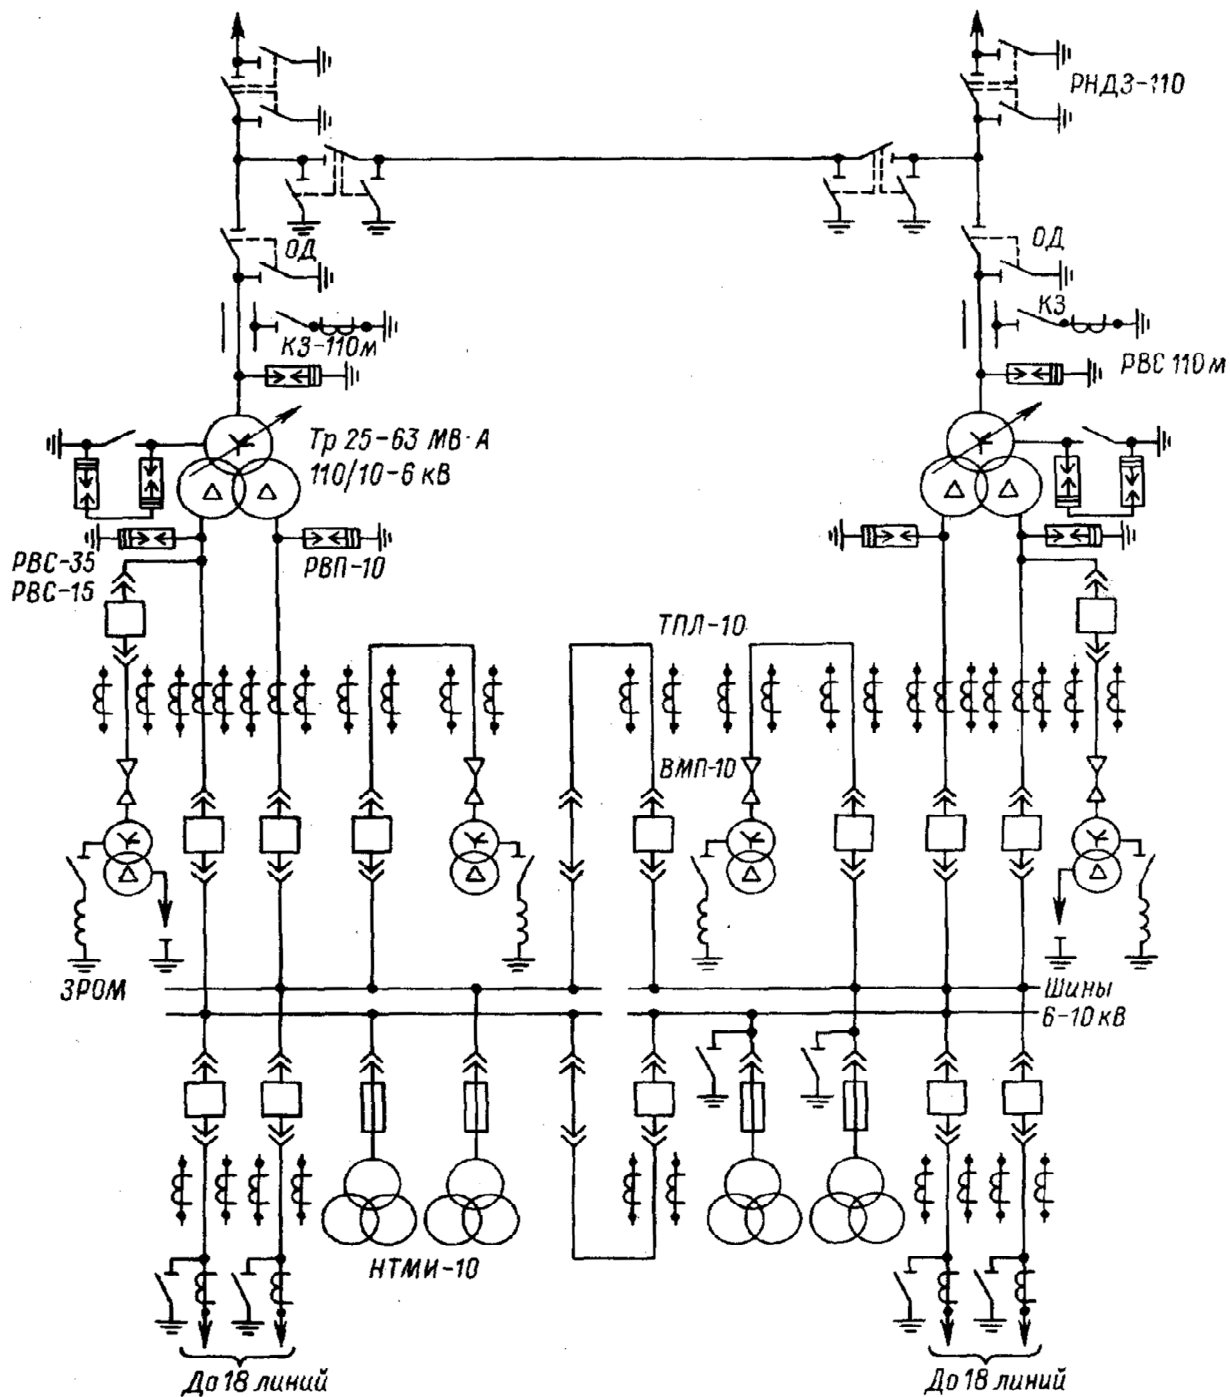 РНДЗ-110
ОД
ОД
КЗ
КЗ-110м
РВС 110м
Тр 25-63 МВ·А
110/10-6 кВ
РВС-35
РВС-15
РВП-10
ТПЛ-10
ВМП-10
ЗРОМ
Шины
6-10 кВ
НТМИ-10
До 18 линий
До 18 линий